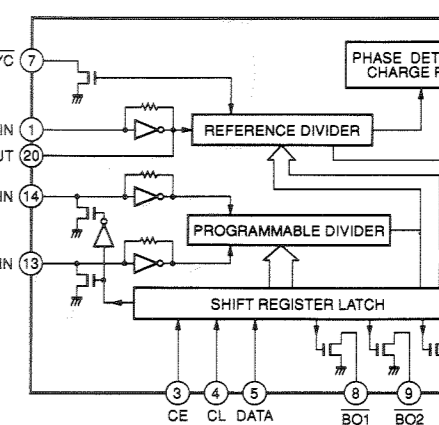 YC 7
PHASE DET
CHARGE P
IN 1
REFERENCE DIVIDER
UT 20
IN 14
PROGRAMMABLE DIVIDER
IN 13
SHIFT REGISTER LATCH
3 4 5 8 9
CE CL DATA BO1 BO2